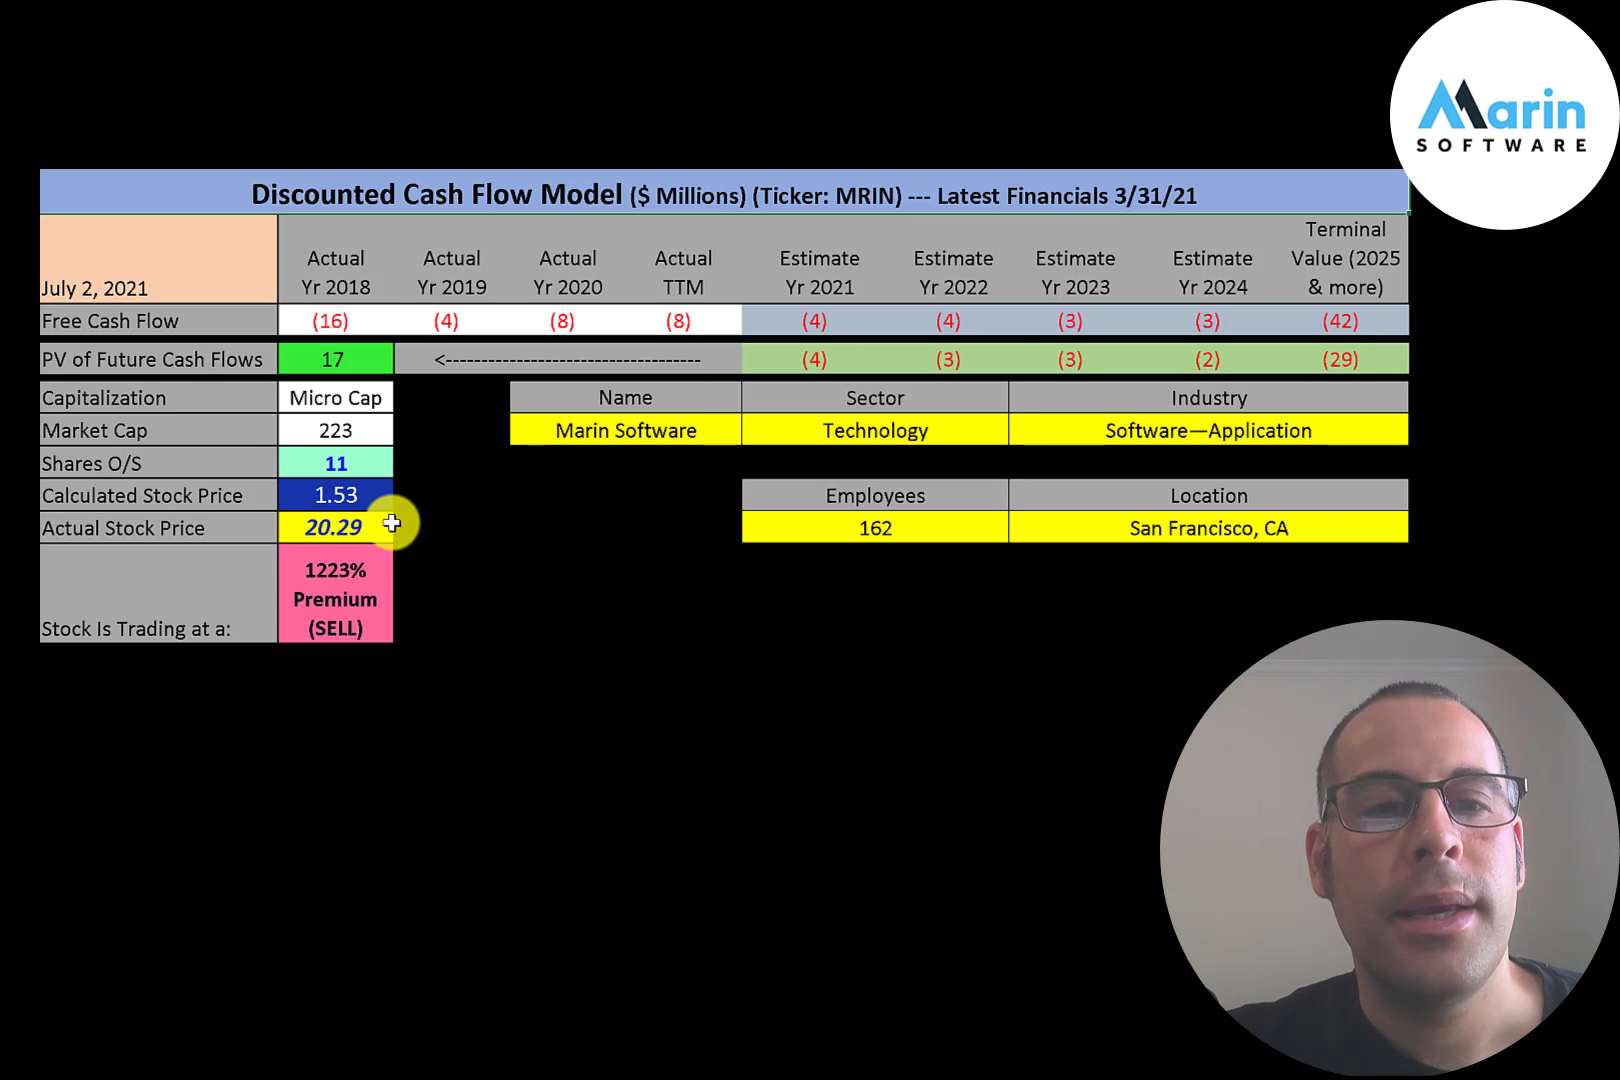 Marin
SOFTWARE
Discounted Cash Flow Model ($ Millions) (Ticker: MRIN) --- Latest Financials 3/31/21
July 2, 2021 Actual Yr 2018 Actual Yr 2019 Actual Yr 2020 Actual TTM Estimate Yr 2021 Estimate Yr 2022 Estimate Yr 2023 Estimate Yr 2024 Terminal Value (2025 & more)
Free Cash Flow (16) (4) (8) (8) (4) (4) (3) (3) (42)
PV of Future Cash Flows 17 <------------------------------------ (4) (3) (3) (2) (29)
Capitalization Micro Cap Name Sector Industry
Market Cap 223 Marin Software Technology Software—Application
Shares O/S 11
Calculated Stock Price 1.53 Employees Location
Actual Stock Price 20.29 162 San Francisco, CA
Stock Is Trading at a: 1223% Premium (SELL)